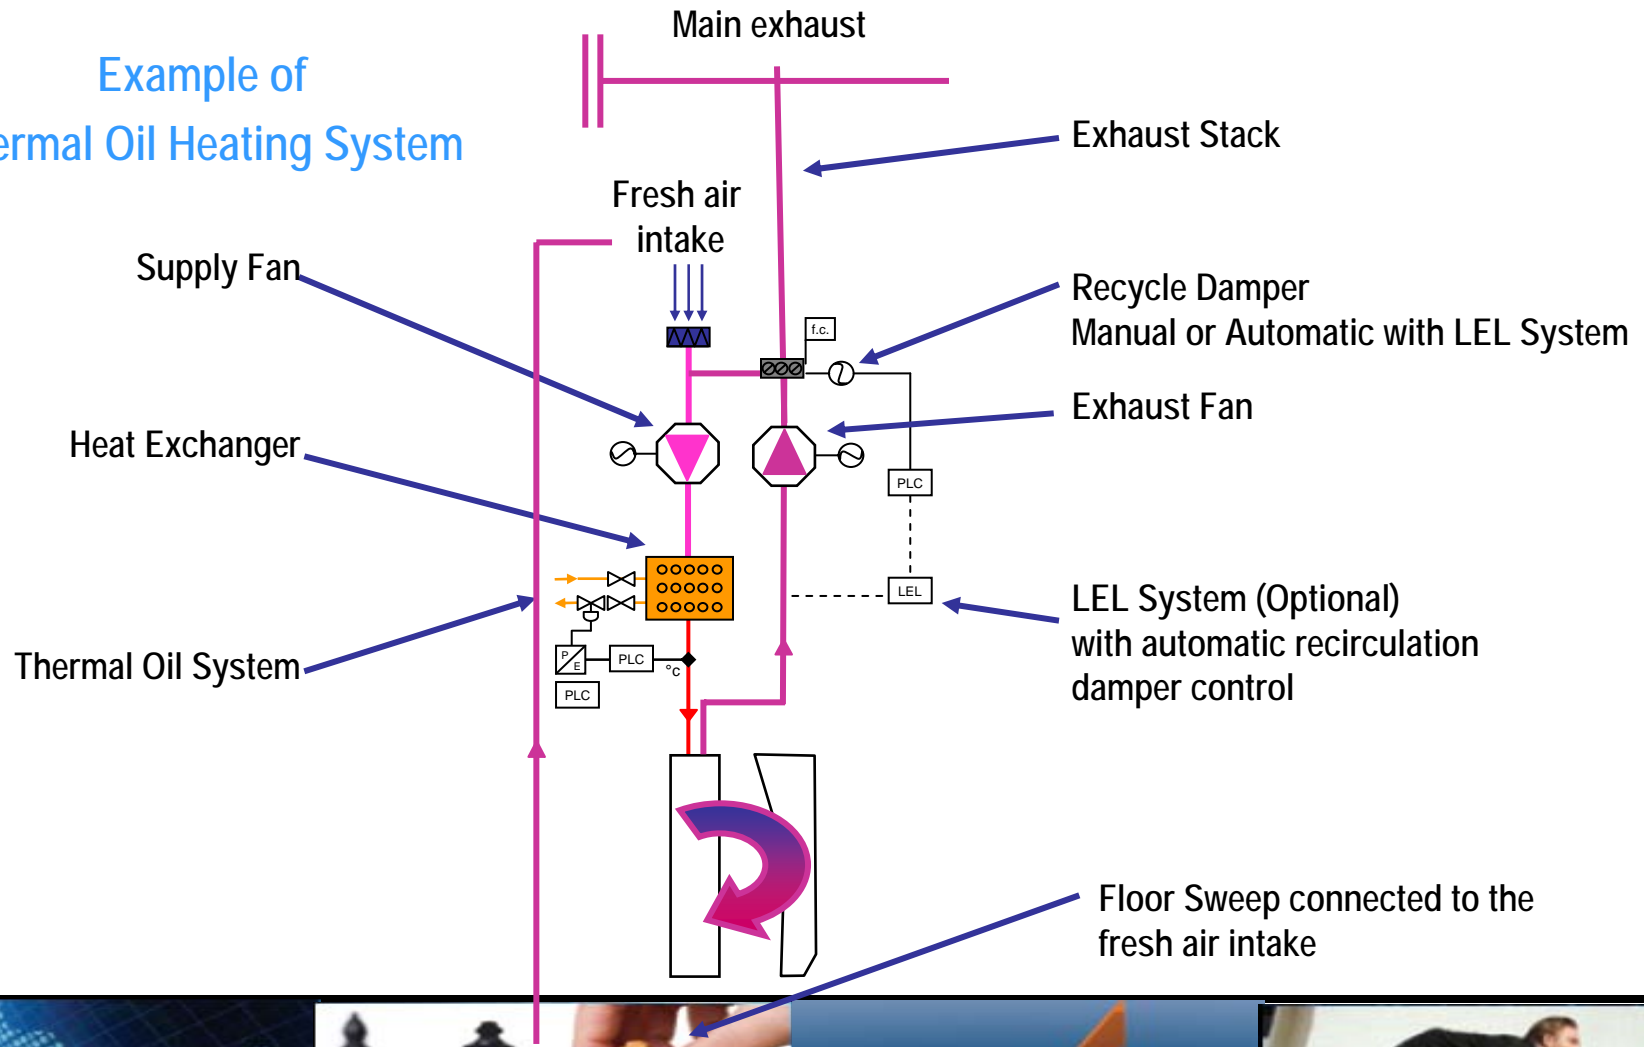 Main exhaust
Example of
ermal Oil Heating System
Exhaust Stack
Fresh air
intake
Supply Fan
Recycle Damper
Manual or Automatic with LEL System
f.c.
Exhaust Fan
Heat Exchanger
PLC
LEL
LEL System (Optional)
with automatic recirculation
damper control
Thermal Oil System
P
E
PLC
°c
PLC
Floor Sweep connected to the
fresh air intake